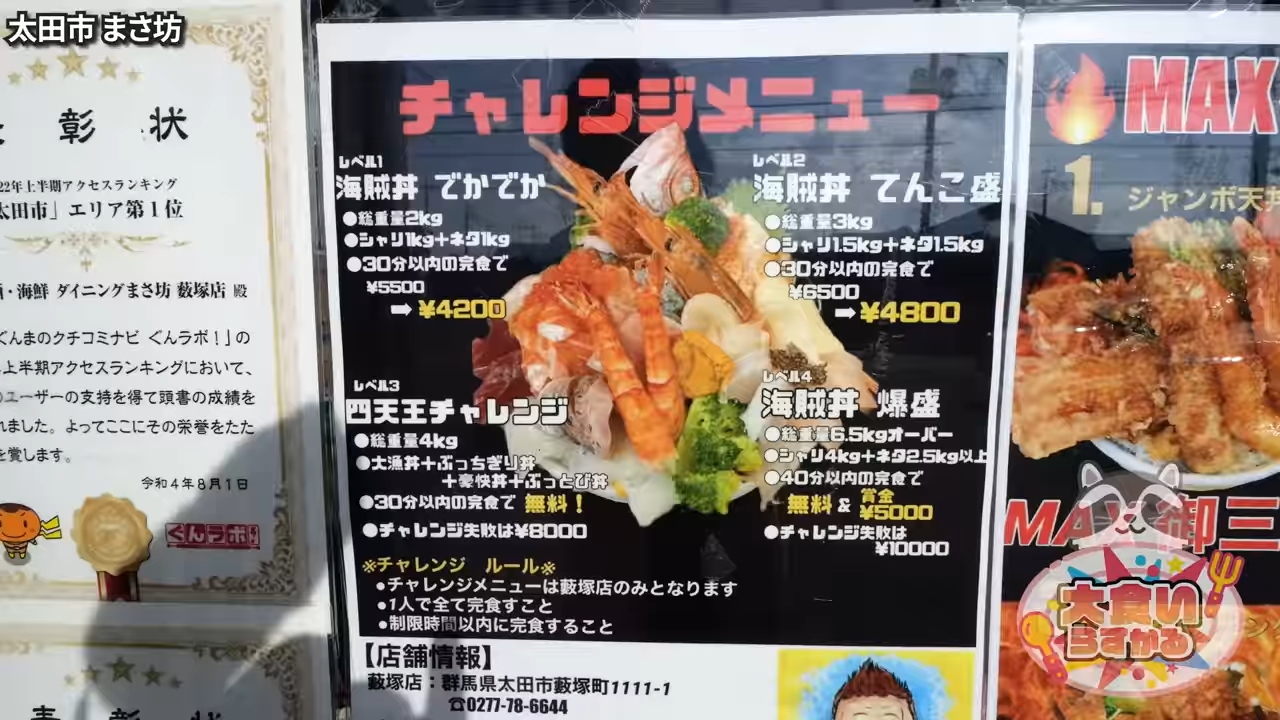 太田市 まさ坊
彰 状
22年上半期アクセスランキング
太田市」エリア第1位
・海鮮 ダイニングまさ坊 藪塚店 殿
ぐんまのクチコミナビ ぐんラボ!」の
上半期アクセスランキングにおいて、
ユーザーの支持を得て頭書の成績を
れました。よってここにその栄誉をたた
を賞します。
令和4年8月1日
ぐんラボ
チャレンジメニュー
レベル1
海賊丼 でかでか
●総重量2kg
●シャリ1kg+ネタ1kg
●30分以内の完食で
¥5500
➡ ¥4200
レベル2
海賊丼 てんこ盛
●総重量3kg
●シャリ1.5kg+ネタ1.5kg
●30分以内の完食で
¥6500
➡ ¥4800
レベル3
四天王チャレンジ
●総重量4kg
●大漁丼+ぶっちぎり丼
+豪快丼+ぶっとび丼
●30分以内の完食で 無料!
●チャレンジ失敗は¥8000
レベル4
海賊丼 爆盛
●総重量6.5kgオーバー
●シャリ4kg+ネタ2.5kg以上
●40分以内の完食で
無料 & 賞金 ¥5000
●チャレンジ失敗は
¥10000
※チャレンジ ルール※
●チャレンジメニューは藪塚店のみとなります
●1人で全て完食すこと
●制限時間以内に完食すること
【店舗情報】
藪塚店:群馬県太田市藪塚町1111-1
☎0277-78-6644
MAX
1. ジャンボ天丼
MAX 御三
大食い
らすかる
表 彰 状